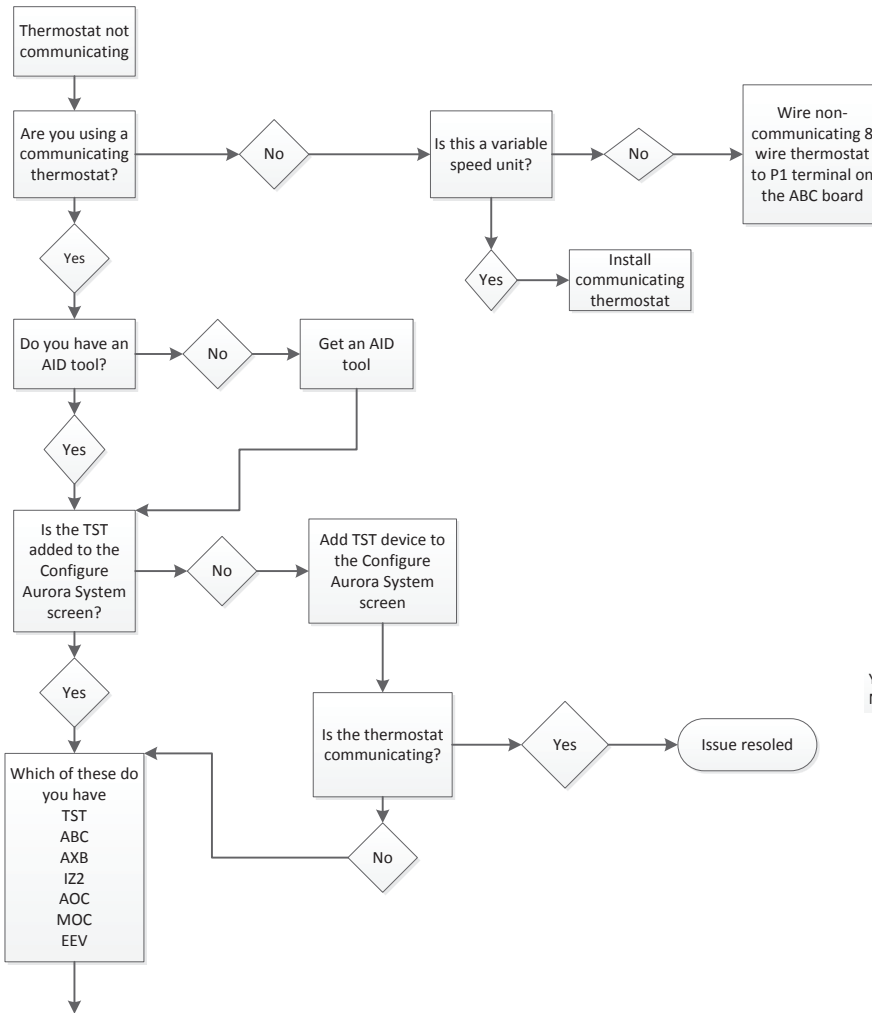 Thermostat not
communicating
Are you using a
communicating
thermostat?
No
Is this a variable
speed unit?
No
Wire non-
communicating 8
wire thermostat
to P1 terminal on
the ABC board
Yes
Yes
Install
communicating
thermostat
Do you have an
AID tool?
No
Get an AID
tool
Yes
Is the TST
added to the
Configure
Aurora System
screen?
No
Add TST device to
the Configure
Aurora System
screen
Yes
Is the thermostat
communicating?
Yes
Issue resoled
Which of these do
you have
TST
ABC
AXB
IZ2
AOC
MOC
EEV
No